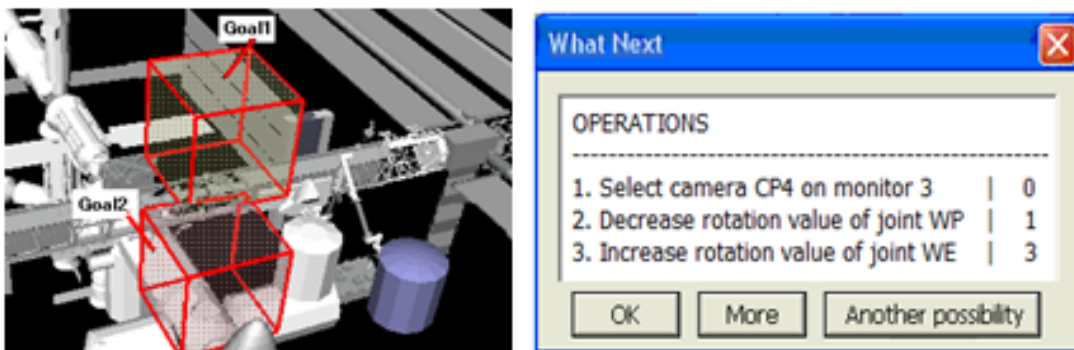 Goal1
Goal2
What Next
OPERATIONS
--------------------------------------------------
1. Select camera CP4 on monitor 3 | 0
2. Decrease rotation value of joint WP | 1
3. Increase rotation value of joint WE | 3
OK More Another possibility